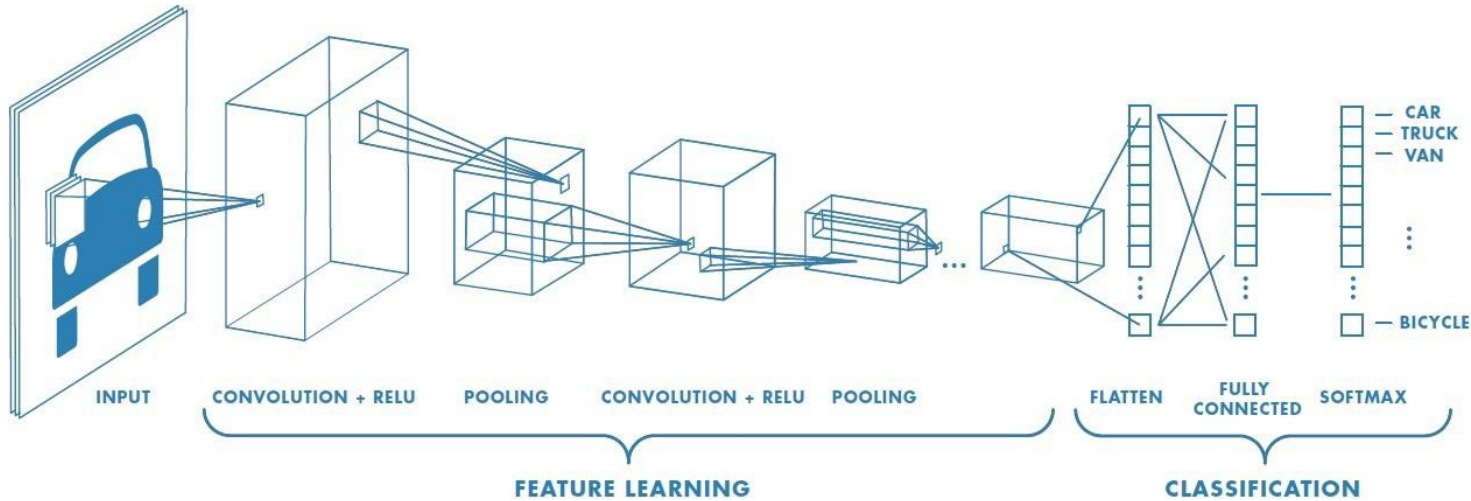 CAR
TRUCK
VAN
BICYCLE
INPUT
CONVOLUTION + RELU
POOLING
CONVOLUTION + RELU
POOLING
FLATTEN
FULLY
CONNECTED
SOFTMAX
FEATURE LEARNING
CLASSIFICATION